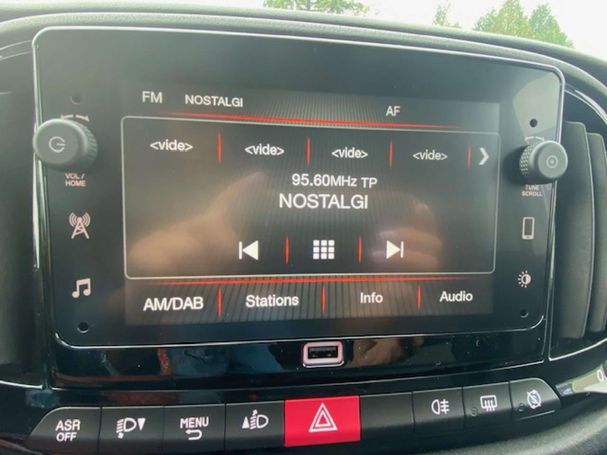 FM NOSTALGI AF
<vide> <vide> <vide> <vide>
95.60MHz TP
NOSTALGI
VOL /
HOME
TUNE
SCROLL
AM/DAB Stations Info Audio
ASR
OFF
MENU